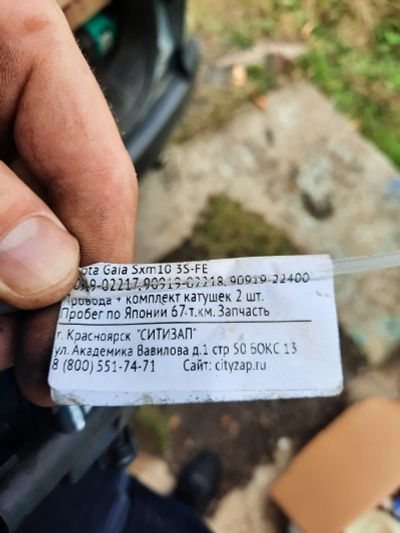 ota Gaia Sxm10 3S-FE
0919-02217, 90919-02218, 90919-22400
провода + комплект катушек 2 шт.
Пробег по Японии 67 т.км. Запчасть
г. Красноярск "СИТИЗАП"
ул. Академика Вавилова д.1 стр 50 БОКС 13
8 (800) 551-74-71 Сайт: cityzap.ru